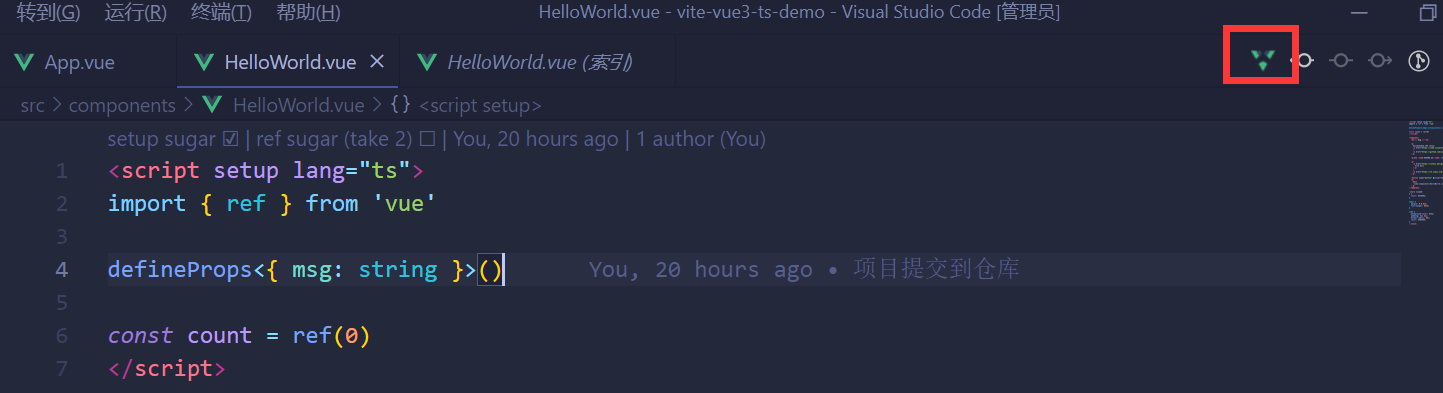 转到(G) 运行(R) 终端(T) 帮助(H) HelloWorld.vue - vite-vue3-ts-demo - Visual Studio Code [管理员]
App.vue HelloWorld.vue HelloWorld.vue (索引)
src > components > HelloWorld.vue > {} <script setup>
setup sugar ☑ | ref sugar (take 2) ☐ | You, 20 hours ago | 1 author (You)
1 <script setup lang="ts">
2 import { ref } from 'vue'
3
4 defineProps<{ msg: string }>() You, 20 hours ago • 项目提交到仓库
5
6 const count = ref(0)
7 </script>